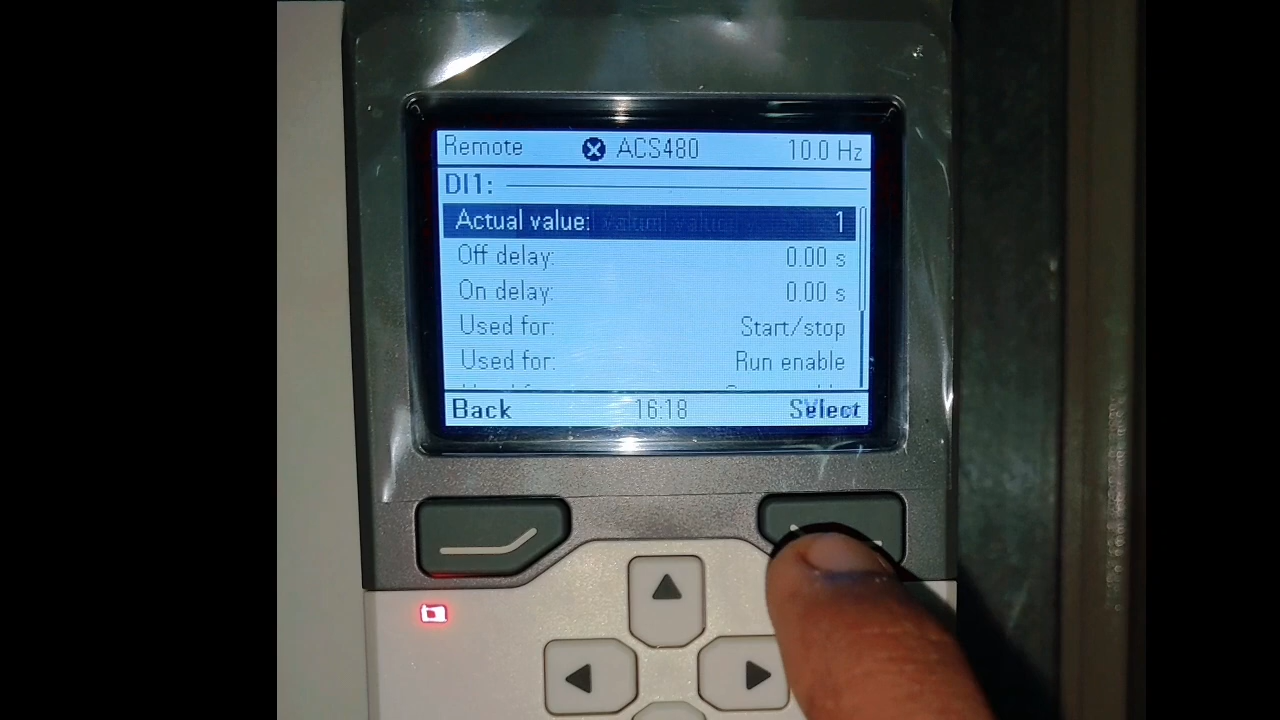 Remote ACS480 10.0 Hz
DI1:
Actual value: 1
Off delay: 0.00 s
On delay: 0.00 s
Used for: Start/stop
Used for: Run enable
Back 16:18 Select